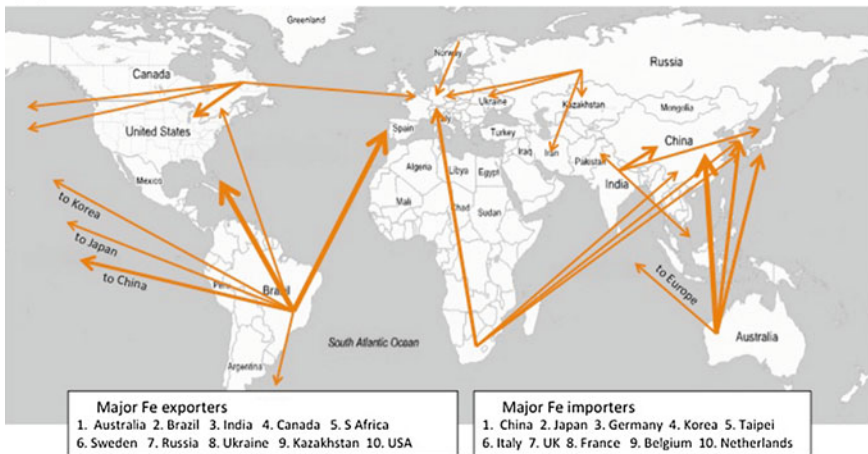 Greenland
Norway
Canada
Russia
Ukraine
Kazakhstan
Mongolia
United States
Spain
Italy
Turkey
China
Iraq
Iran
Pakistan
Mexico
Algeria
Libya
Egypt
India
Mali
Chad
Sudan
to Korea
to Japan
to China
to Europe
Peru
Brazil
South Atlantic Ocean
Australia
Argentina
Major Fe exporters
1. Australia 2. Brazil 3. India 4. Canada 5. S Africa
6. Sweden 7. Russia 8. Ukraine 9. Kazakhstan 10. USA
Major Fe importers
1. China 2. Japan 3. Germany 4. Korea 5. Taipei
6. Italy 7. UK 8. France 9. Belgium 10. Netherlands